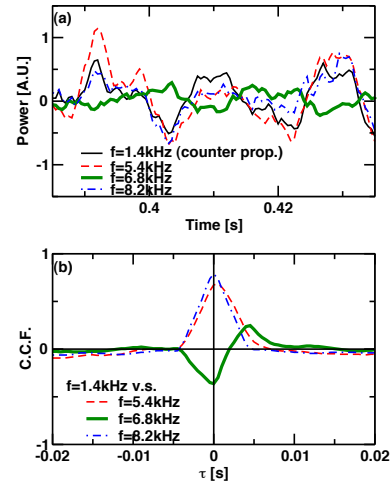 (a)
1
0
-1
Power [A.U.]
f=1.4kHz (counter prop.)
f=5.4kHz
f=6.8kHz
f=8.2kHz
0.4 0.42
Time [s]
(b)
1
0
-1
C.C.F.
f=1.4kHz v.s.
f=5.4kHz
f=6.8kHz
f=8.2kHz
-0.02 -0.01 0 0.01 0.02
τ [s]